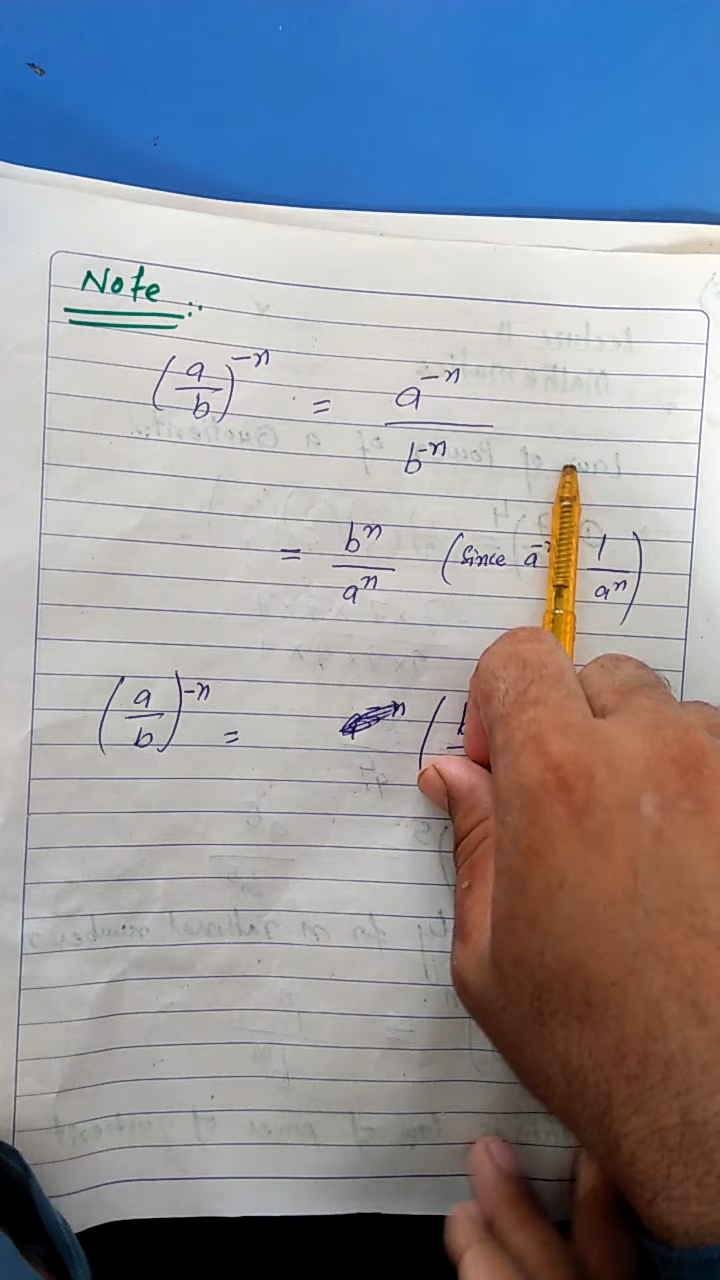 Note :
(a/b)^-n = a^-n / b^-n
= b^n / a^n (since a^- 1/a^n)
(a/b)^-n = n (